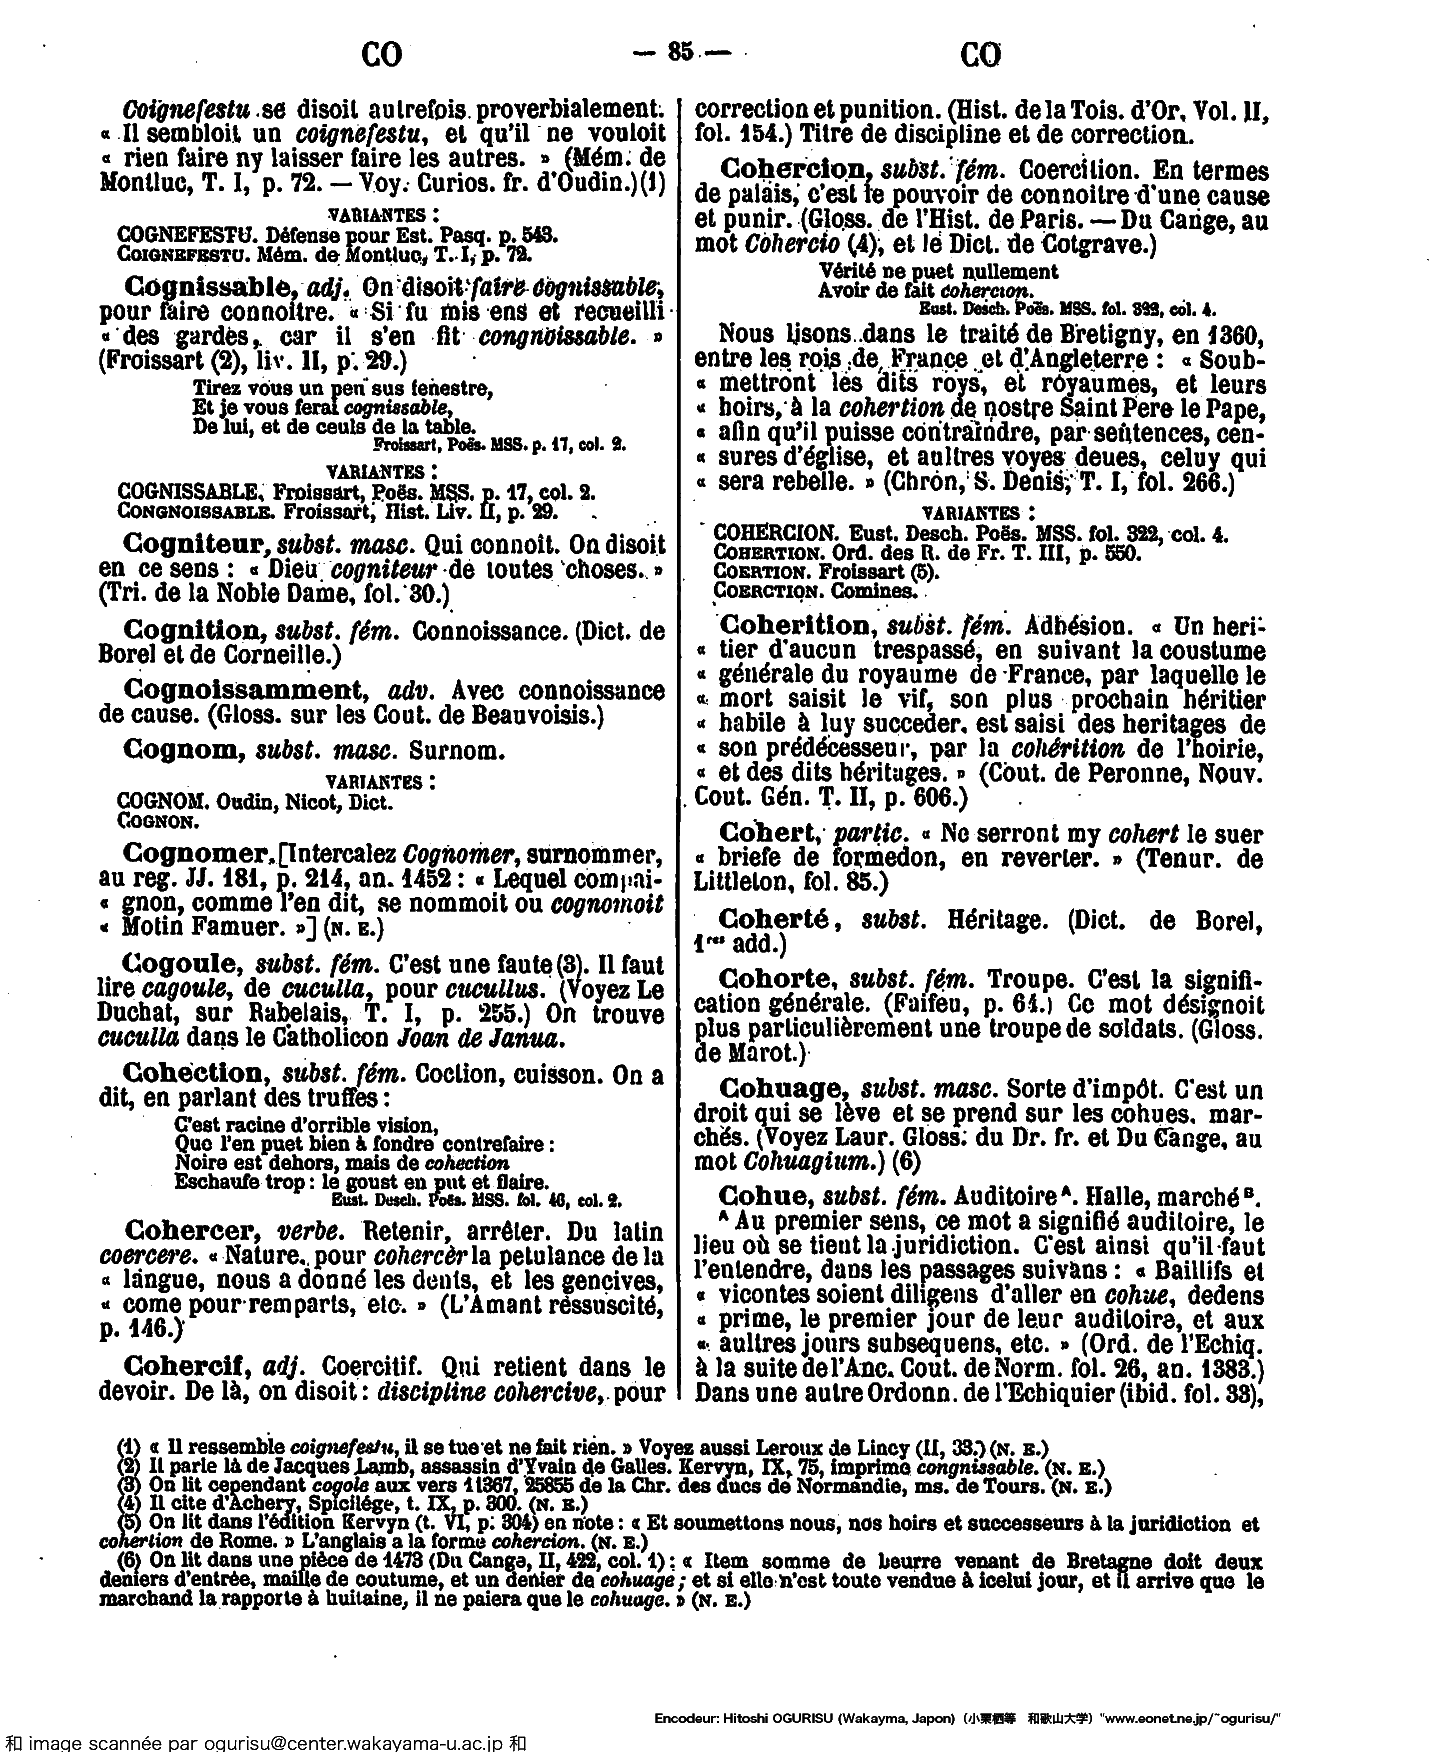 CO
— 85 —
CO
Coignefestu se disoit autrefois proverbialement.
« Il sembloit un coignefestu, et qu'il ne vouloit
« rien faire ny laisser faire les autres. » (Mém. de
Montluc, T. I, p. 72. — Voy. Curios. fr. d'Oudin.)(1)
VARIANTES :
COGNEFESTU. Défense pour Est. Pasq. p. 543.
COIGNEFESTU. Mém. de Montluc, T. I, p. 72.
Cognissable, adj. On disoit faire cognissable,
pour faire connoitre. « Si fu mis ens et recueilli
« des gardes, car il s'en fit congnoissable. »
(Froissart (2), liv. II, p. 29.)
Tirez vous un pen sus fenestre,
Et je vous ferai cognissable,
De lui, et de ceuls de la table.
Froissart, Poës. MSS. p. 17, col. 2.
VARIANTES :
COGNISSABLE, Froissart, Poës. MSS. p. 17, col. 2.
CONGNOISSABLE. Froissart, Hist. Liv. II, p. 29.
Cogniteur, subst. masc. Qui connoit. On disoit
en ce sens : « Dieu cogniteur de toutes choses. »
(Tri. de la Noble Dame, fol. 30.)
Cognition, subst. fém. Connoissance. (Dict. de
Borel et de Corneille.)
Cognoissamment, adv. Avec connoissance
de cause. (Gloss. sur les Cout. de Beauvoisis.)
Cognom, subst. masc. Surnom.
VARIANTES :
COGNOM. Oudin, Nicot, Dict.
COGNON.
Cognomer. [Intercalez Cognomer, surnommer,
au reg. JJ. 181, p. 214, an. 1452 : « Lequel compai-
« gnon, comme l'en dit, se nommoit ou cognomoit
« Motin Famuer. »] (N. E.)
Cogoule, subst. fém. C'est une faute (3). Il faut
lire cagoule, de cuculla, pour cucullus. (Voyez Le
Duchat, sur Rabelais, T. I, p. 255.) On trouve
cuculla dans le Catholicon Joan de Janua.
Cohection, subst. fém. Coction, cuisson. On a
dit, en parlant des truffes :
C'est racine d'orrible vision,
Que l'en puet bien à fondre contrefaire :
Noire est dehors, mais de cohection
Eschaufe trop : le goust en put et flaire.
Eust. Desch. Poës. MSS. fol. 46, col. 2.
Cohercer, verbe. Retenir, arrêter. Du latin
coercere. « Nature, pour cohercèr la petulance de la
« langue, nous a donné les dents, et les gencives,
« come pour remparts, etc. » (L'Amant ressuscité,
p. 146.)
Cohercif, adj. Coercitif. Qui retient dans le
devoir. De là, on disoit : discipline cohercive, pour
correction et punition. (Hist. de la Tois. d'Or, Vol. II,
fol. 154.) Titre de discipline et de correction.
Cohercion, subst. fém. Coercition. En termes
de palais, c'est le pouvoir de connoitre d'une cause
et punir. (Gloss. de l'Hist. de Paris. — Du Cange, au
mot Cohercio (4), et le Dict. de Cotgrave.)
Vérité ne puet nullement
Avoir de fait cohercion.
Eust. Desch. Poës. MSS. fol. 322, col. 4.
Nous lisons dans le traité de Bretigny, en 1360,
entre les rois de France et d'Angleterre : « Soub-
« mettront les dits roys, et royaumes, et leurs
« hoirs, à la cohertion de nostre Saint Pere le Pape,
« afin qu'il puisse contraindre, par sentences, cen-
« sures d'église, et aultres voyes deues, celuy qui
« sera rebelle. » (Chron. S. Denis, T. I, fol. 266.)
VARIANTES :
COHERCION. Eust. Desch. Poës. MSS. fol. 322, col. 4.
COHERTION. Ord. des R. de Fr. T. III, p. 550.
COERTION. Froissart (5).
COERCTION. Comines.
Coherition, subst. fém. Adhésion. « Un heri-
« tier d'aucun trespassé, en suivant la coustume
« générale du royaume de France, par laquelle le
« mort saisit le vif, son plus prochain héritier
« habile à luy succeder, est saisi des heritages de
« son prédécesseur, par la cohérition de l'hoirie,
« et des dits héritages. » (Cout. de Peronne, Nouv.
Cout. Gén. T. II, p. 606.)
Cohert, partic. « Ne serront my cohert le suer
« briefe de formedon, en reverter. » (Tenur. de
Littleton, fol. 85.)
Coherté, subst. Héritage. (Dict. de Borel,
1res add.)
Cohorte, subst. fém. Troupe. C'est la signifi-
cation générale. (Faifeu, p. 64.) Ce mot désignoit
plus particulièrement une troupe de soldats. (Gloss.
de Marot.)
Cohuage, subst. masc. Sorte d'impôt. C'est un
droit qui se lève et se prend sur les cohues, mar-
chés. (Voyez Laur. Gloss. du Dr. fr. et Du Cange, au
mot Cohuagium.) (6)
Cohue, subst. fém. Auditoire A. Halle, marché B.
A Au premier sens, ce mot a signifié auditoire, le
lieu où se tient la juridiction. C'est ainsi qu'il faut
l'entendre, dans les passages suivans : « Baillifs et
« vicontes soient diligens d'aller en cohue, dedens
« prime, le premier jour de leur auditoire, et aux
« aultres jours subsequens, etc. » (Ord. de l'Echiq.
à la suite de l'Anc. Cout. de Norm. fol. 26, an. 1383.)
Dans une autre Ordonn. de l'Echiquier (ibid. fol. 33),
(1) « Il ressemble coignefestu, il se tue et ne fait rien. » Voyez aussi Leroux de Lincy (II, 33.) (N. E.)
(2) Il parle là de Jacques Lamb, assassin d'Yvain de Galles. Kervyn, IX, 75, imprime congnissable. (N. E.)
(3) On lit cependant cogole aux vers 11367, 25855 de la Chr. des ducs de Normandie, ms. de Tours. (N. E.)
(4) Il cite d'Achery, Spicilége, t. IX, p. 300. (N. E.)
(5) On lit dans l'édition Kervyn (t. VI, p. 304) en note : « Et soumettons nous, nos hoirs et successeurs à la juridiction et
cohertion de Rome. » L'anglais a la forme cohercion. (N. E.)
(6) On lit dans une pièce de 1473 (Du Cange, II, 422, col. 1) : « Item somme de beurre venant de Bretagne doit deux
deniers d'entrée, maille de coutume, et un denier de cohuage ; et si elle n'est toute vendue à icelui jour, et il arrive que le
marchand la rapporte à huitaine, il ne paiera que le cohuage. » (N. E.)
Encodeur: Hitoshi OGURISU (Wakayma, Japon) (小栗栖等 和歌山大学) "www.eonet.ne.jp/~ogurisu/"
和 image scannée par ogurisu@center.wakayama-u.ac.jp 和